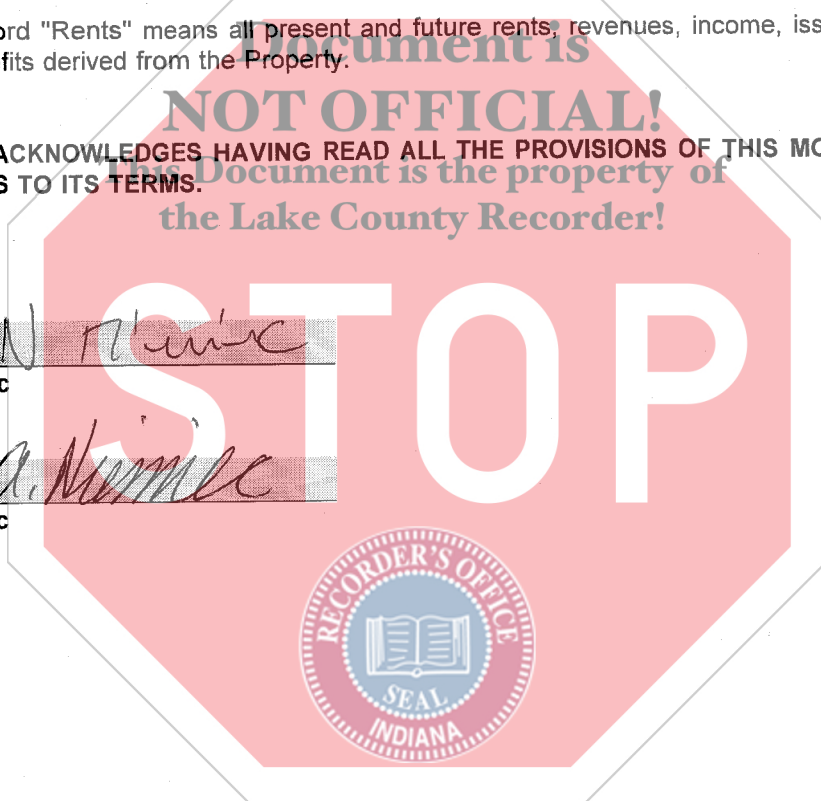 ord "Rents" means all present and future rents, revenues, income, iss
fits derived from the Property.
Document is
NOT OFFICIAL!
ACKNOWLEDGES HAVING READ ALL THE PROVISIONS OF THIS MO
S TO ITS TERMS.
This Document is the property of
the Lake County Recorder!
STOP
N
c
a. Niemiec
c
RECORDER'S OFFICE
SEAL
INDIANA